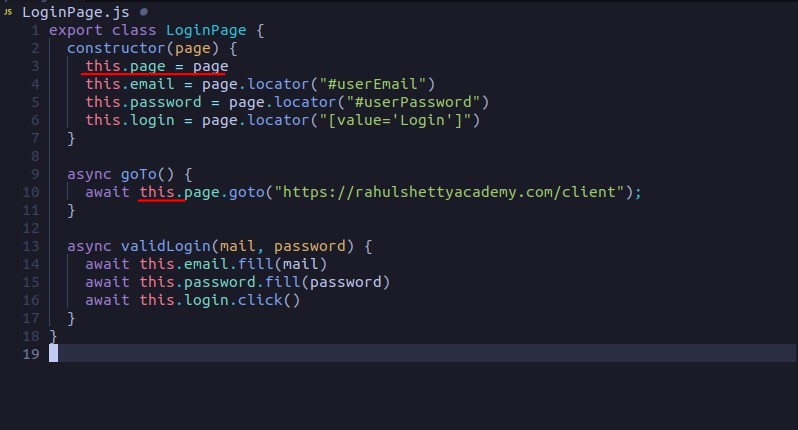 JS LoginPage.js
1 export class LoginPage {
2 constructor(page) {
3 this.page = page
4 this.email = page.locator("#userEmail")
5 this.password = page.locator("#userPassword")
6 this.login = page.locator("[value='Login']")
7 }
8
9 async goTo() {
10 await this.page.goto("https://rahulshettyacademy.com/client");
11 }
12
13 async validLogin(mail, password) {
14 await this.email.fill(mail)
15 await this.password.fill(password)
16 await this.login.click()
17 }
18 }
19